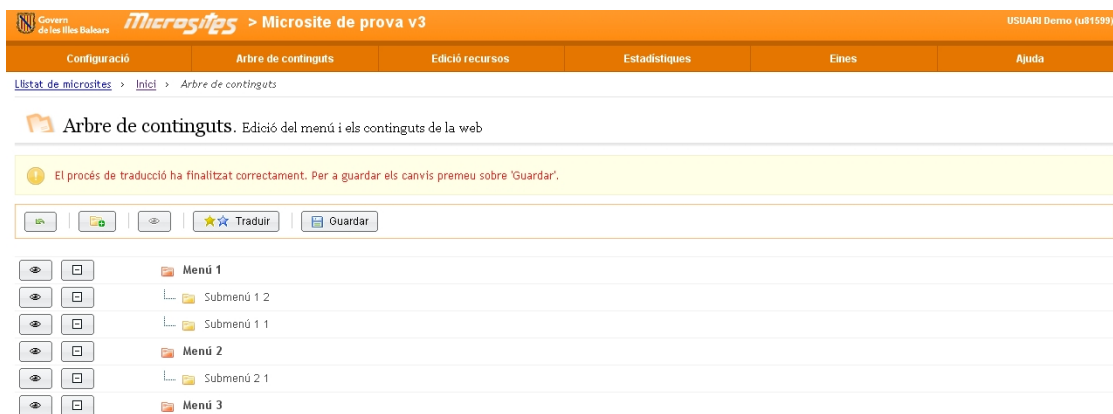 Govern
de les Illes Balears
Microsites > Microsite de prova v3
USUARI Demo (u81599)
Configuració Arbre de continguts Edició recursos Estadístiques Eines Ajuda
Llistat de microsites > Inici > Arbre de continguts
Arbre de continguts. Edició del menú i els continguts de la web
El procés de traducció ha finalitzat correctament. Per a guardar els canvis premeu sobre 'Guardar'.
Traduir Guardar
Menú 1
Submenú 1 2
Submenú 1 1
Menú 2
Submenú 2 1
Menú 3